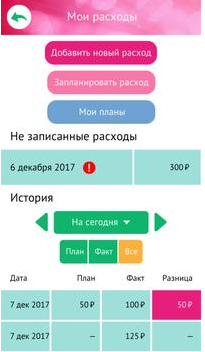 Мои расходы
Добавить новый расход
Запланировать расход
Мои планы
Не записанные расходы
6 декабря 2017 ! 300 ₽
История
На сегодня
План Факт Все
Дата План Факт Разница
7 дек 2017 50 ₽ 100 ₽ 50 ₽
7 дек 2017 – 125 ₽ –